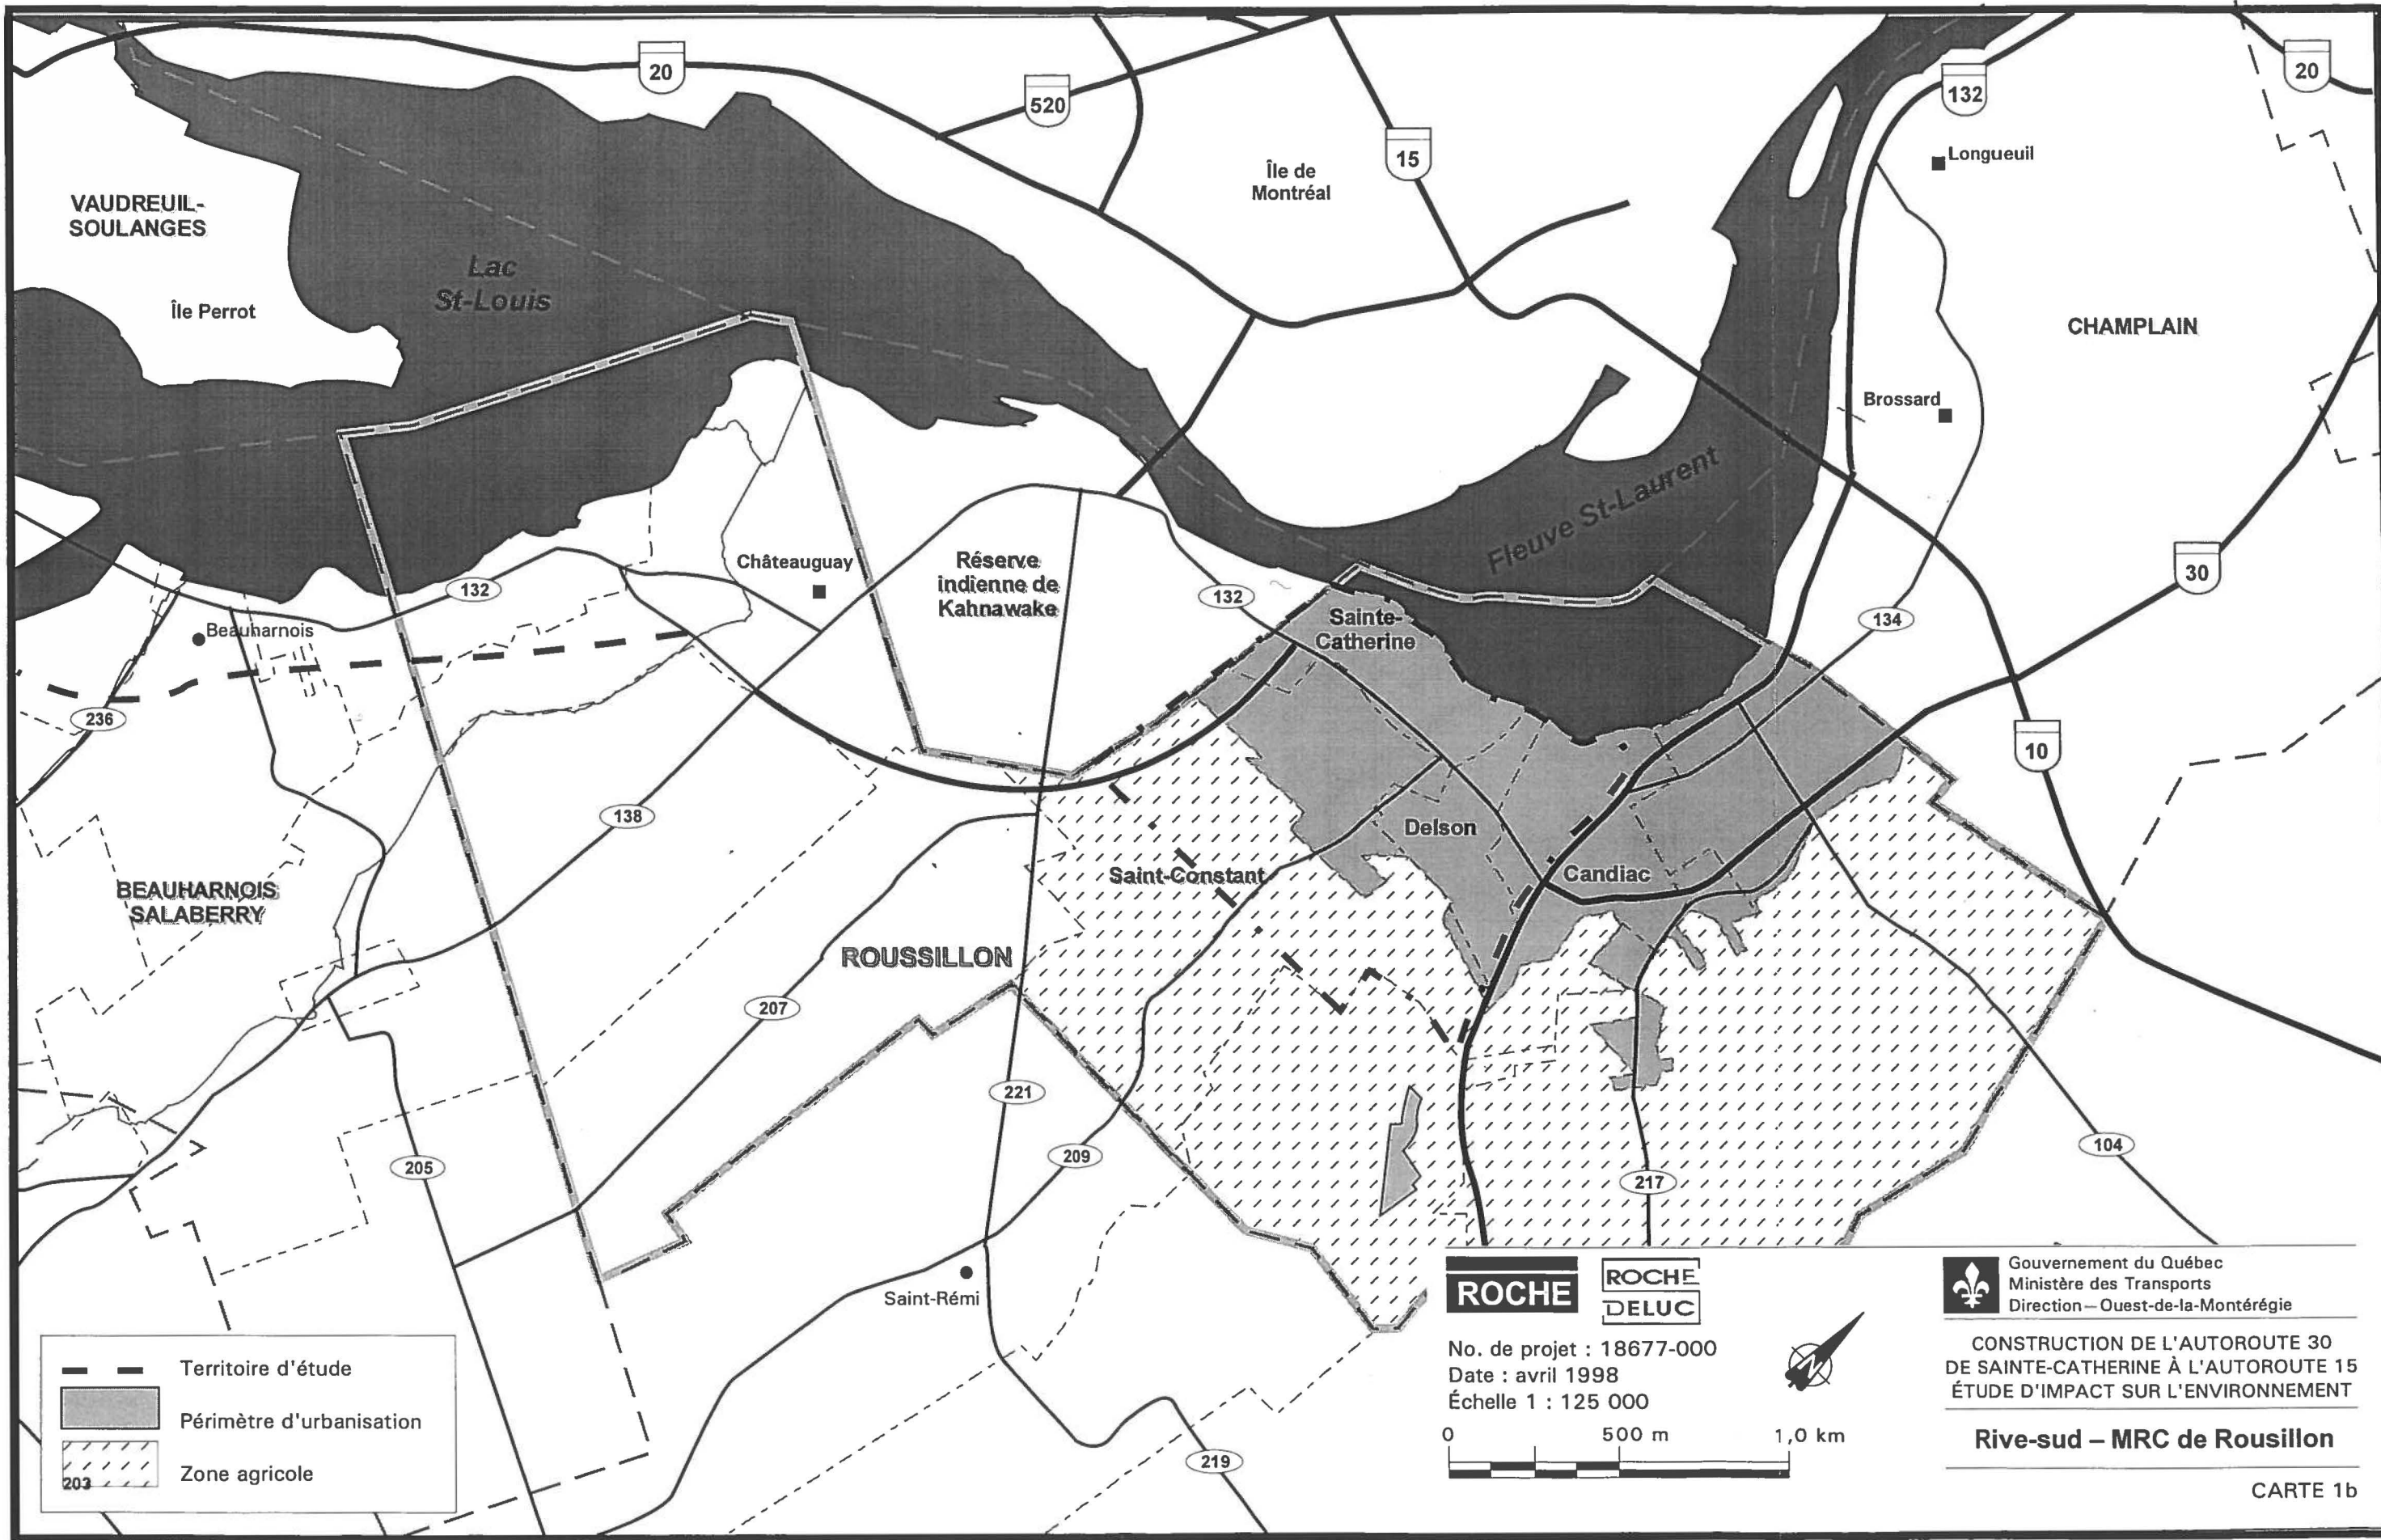 20
520
15
132
20
Longueuil
Île de
Montréal
VAUDREUIL-
SOULANGES
Lac
St-Louis
Île Perrot
CHAMPLAIN
Brossard
Fleuve St-Laurent
30
Châteauguay
Réserve
indienne de
Kahnawake
132
132
Sainte-
Catherine
134
Beauharnois
236
10
138
Delson
Saint-Constant
Candiac
BEAUHARNOIS
SALABERRY
ROUSSILLON
207
221
209
205
104
217
Saint-Rémi
219
Territoire d'étude
Périmètre d'urbanisation
203
Zone agricole
ROCHE
ROCHE
DELUC
No. de projet : 18677-000
Date : avril 1998
Échelle 1 : 125 000
0 500 m 1,0 km
N
Gouvernement du Québec
Ministère des Transports
Direction – Ouest-de-la-Montérégie
CONSTRUCTION DE L'AUTOROUTE 30
DE SAINTE-CATHERINE À L'AUTOROUTE 15
ÉTUDE D'IMPACT SUR L'ENVIRONNEMENT
Rive-sud – MRC de Rousillon
CARTE 1b